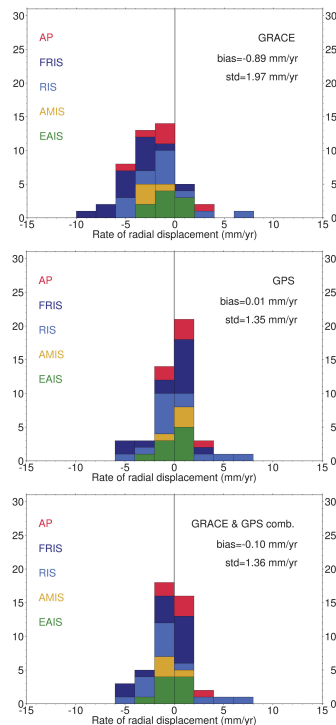 30 30
AP GRACE
25 25
FRIS bias=-0.89 mm/yr
20 std=1.97 mm/yr 20
RIS
15 AMIS 15
EAIS
10 10
5 5
0 0
-15 -10 -5 0 5 10 15
Rate of radial displacement (mm/yr)
30 30
AP GPS
25 25
FRIS bias=0.01 mm/yr
20 std=1.35 mm/yr 20
RIS
15 AMIS 15
EAIS
10 10
5 5
0 0
-15 -10 -5 0 5 10 15
Rate of radial displacement (mm/yr)
30 30
AP GRACE & GPS comb.
25 25
FRIS bias=-0.10 mm/yr
20 std=1.36 mm/yr 20
RIS
15 AMIS 15
EAIS
10 10
5 5
0 0
-15 -10 -5 0 5 10 15
Rate of radial displacement (mm/yr)